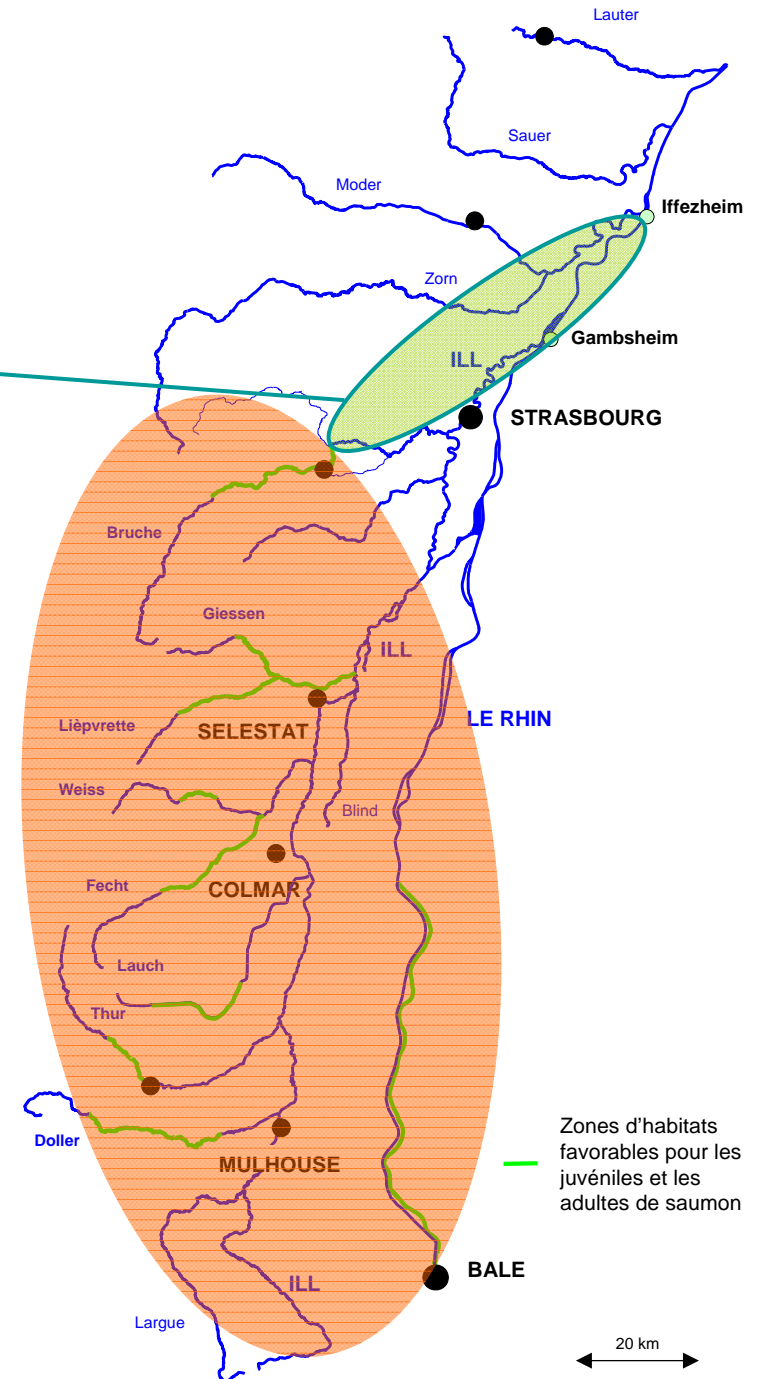 Lauter
Sauer
Moder
Iffezheim
Zorn
Gambsheim
ILL
STRASBOURG
Bruche
Giessen
ILL
LE RHIN
Lièpvrette
SELESTAT
Weiss
Blind
Fecht
COLMAR
Lauch
Thur
Doller
MULHOUSE
Zones d'habitats
favorables pour les
juvéniles et les
adultes de saumon
BALE
ILL
Largue
20 km